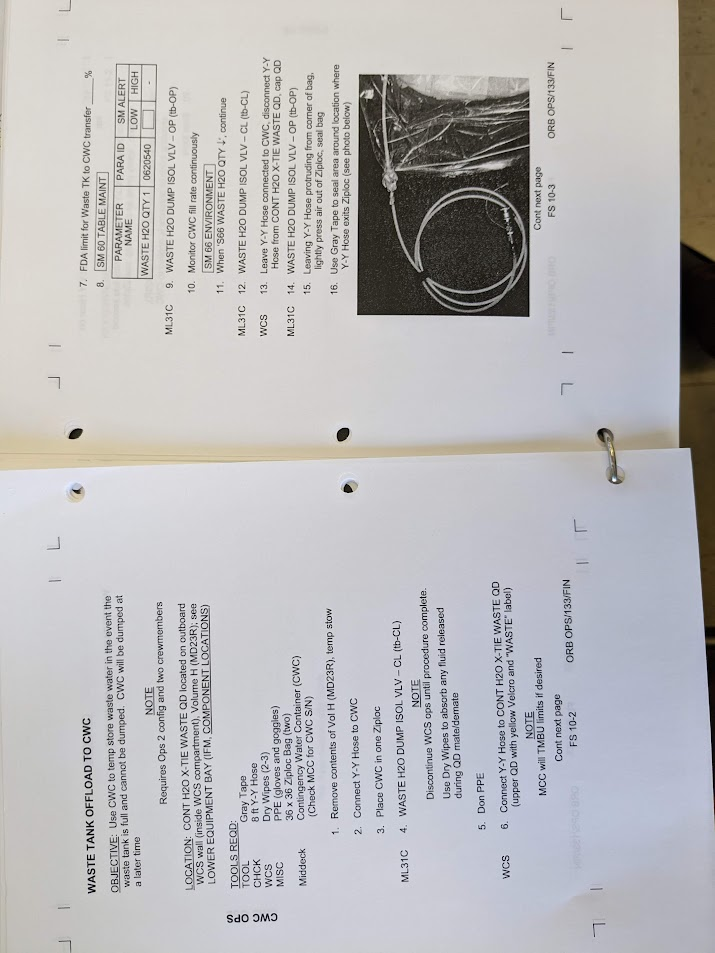 WASTE TANK OFFLOAD TO CWC
OBJECTIVE: Use CWC to temp store waste water in the event the
waste tank is full and cannot be dumped. CWC will be dumped at
a later time
NOTE
Requires Ops 2 config and two crewmembers
LOCATION: CONT H2O X-TIE WASTE QD located on outboard
WCS wall (inside WCS compartment), Volume H (MD23R); see
LOWER EQUIPMENT BAY (IFM, COMPONENT LOCATIONS)
TOOLS REQD:
TOOL Gray Tape
CHCK 8 ft Y-Y Hose
WCS Dry Wipes (2-3)
MISC PPE (gloves and goggles)
36 x 36 Ziploc Bag (two)
Middeck Contingency Water Container (CWC)
(Check MCC for CWC S/N)
CWC OPS
1. Remove contents of Vol H (MD23R), temp stow
2. Connect Y-Y Hose to CWC
3. Place CWC in one Ziploc
ML31C 4. WASTE H2O DUMP ISOL VLV – CL (tb-CL)
NOTE
Discontinue WCS ops until procedure complete.
Use Dry Wipes to absorb any fluid released
during QD mate/demate
5. Don PPE
WCS 6. Connect Y-Y Hose to CONT H2O X-TIE WASTE QD
(upper QD with yellow Velcro and "WASTE" label)
NOTE
MCC will TMBU limits if desired
Cont next page
FS 10-2 ORB OPS/133/FIN
7. FDA limit for Waste TK to CWC transfer ____%
8. SM 60 TABLE MAINT
PARAMETER NAME PARA ID SM ALERT
LOW HIGH
WASTE H2O QTY 1 0620540 -
ML31C 9. WASTE H2O DUMP ISOL VLV – OP (tb-OP)
10. Monitor CWC fill rate continuously
SM 66 ENVIRONMENT
11. When 'S66 WASTE H2O QTY ↓', continue
ML31C 12. WASTE H2O DUMP ISOL VLV – CL (tb-CL)
WCS 13. Leave Y-Y Hose connected to CWC, disconnect Y-Y
Hose from CONT H2O X-TIE WASTE QD, cap QD
ML31C 14. WASTE H2O DUMP ISOL VLV – OP (tb-OP)
15. Leaving Y-Y Hose protruding from corner of bag,
lightly press air out of Ziploc, seal bag
16. Use Gray Tape to seal area around location where
Y-Y Hose exits Ziploc (see photo below)
Cont next page
FS 10-3 ORB OPS/133/FIN